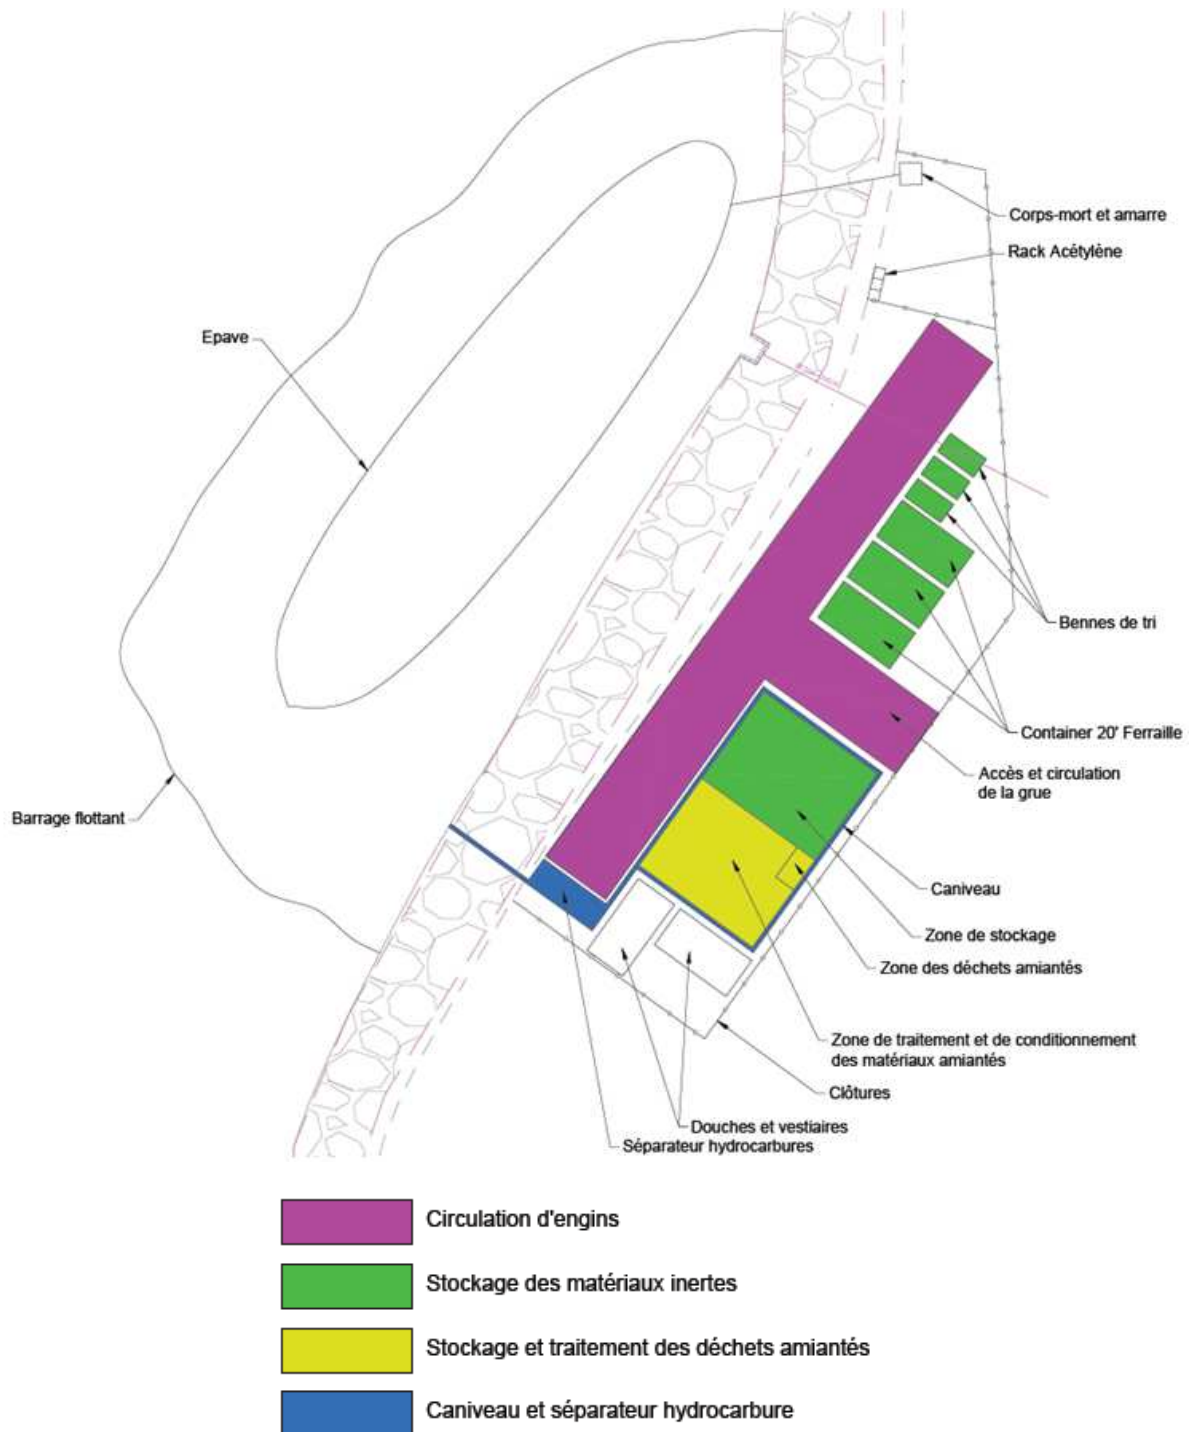 Corps-mort et amarre
Rack Acétylène
Epave
Bennes de tri
Container 20' Ferraille
Accès et circulation
de la grue
Barrage flottant
Caniveau
Zone de stockage
Zone des déchets amiantés
Zone de traitement et de conditionnement
des matériaux amiantés
Clôtures
Douches et vestiaires
Séparateur hydrocarbures
Circulation d'engins
Stockage des matériaux inertes
Stockage et traitement des déchets amiantés
Caniveau et séparateur hydrocarbure